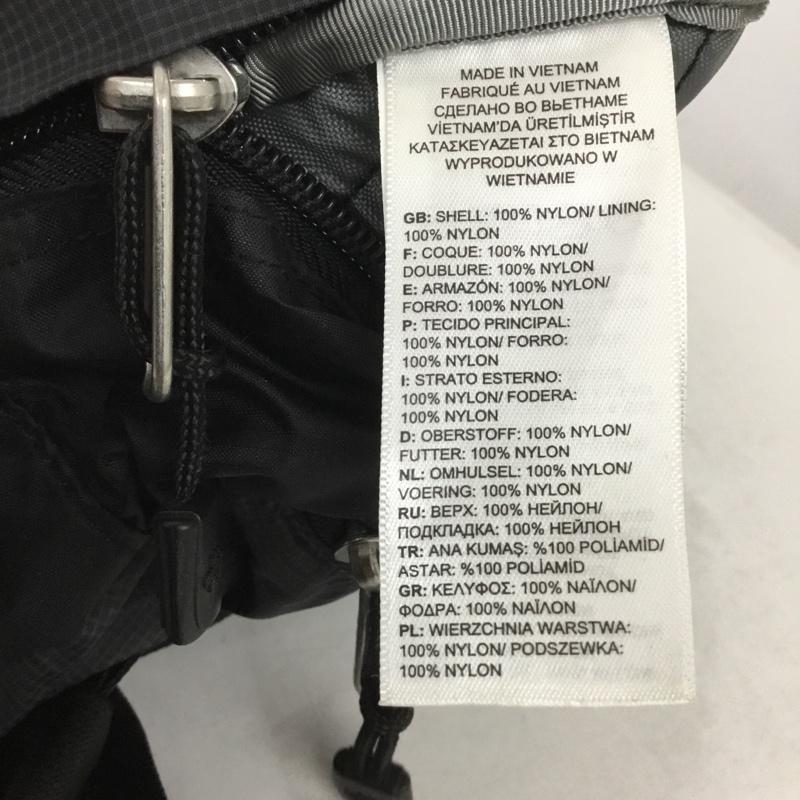 MADE IN VIETNAM
FABRIQUÉ AU VIETNAM
СДЕЛАНО ВО ВЬЕТНАМЕ
VİETNAM'DA ÜRETİLMİŞTİR
ΚΑΤΑΣΚΕΥΑΖΕΤΑΙ ΣΤΟ ΒΙΕΤΝΑΜ
WYPRODUKOWANO W
WIETNAMIE
GB: SHELL: 100% NYLON/ LINING:
100% NYLON
F: COQUE: 100% NYLON/
DOUBLURE: 100% NYLON
E: ARMAZÓN: 100% NYLON/
FORRO: 100% NYLON
P: TECIDO PRINCIPAL:
100% NYLON/ FORRO:
100% NYLON
I: STRATO ESTERNO:
100% NYLON/ FODERA:
100% NYLON
D: OBERSTOFF: 100% NYLON/
FUTTER: 100% NYLON
NL: OMHULSEL: 100% NYLON/
VOERING: 100% NYLON
RU: ВЕРХ: 100% НЕЙЛОН/
ПОДКЛАДКА: 100% НЕЙЛОН
TR: ANA KUMAŞ: %100 POLİAMİD/
ASTAR: %100 POLİAMİD
GR: ΚΕΛΥΦΟΣ: 100% ΝΑΪΛΟΝ/
ΦΟΔΡΑ: 100% ΝΑΪΛΟΝ
PL: WIERZCHNIA WARSTWA:
100% NYLON/ PODSZEWKA:
100% NYLON